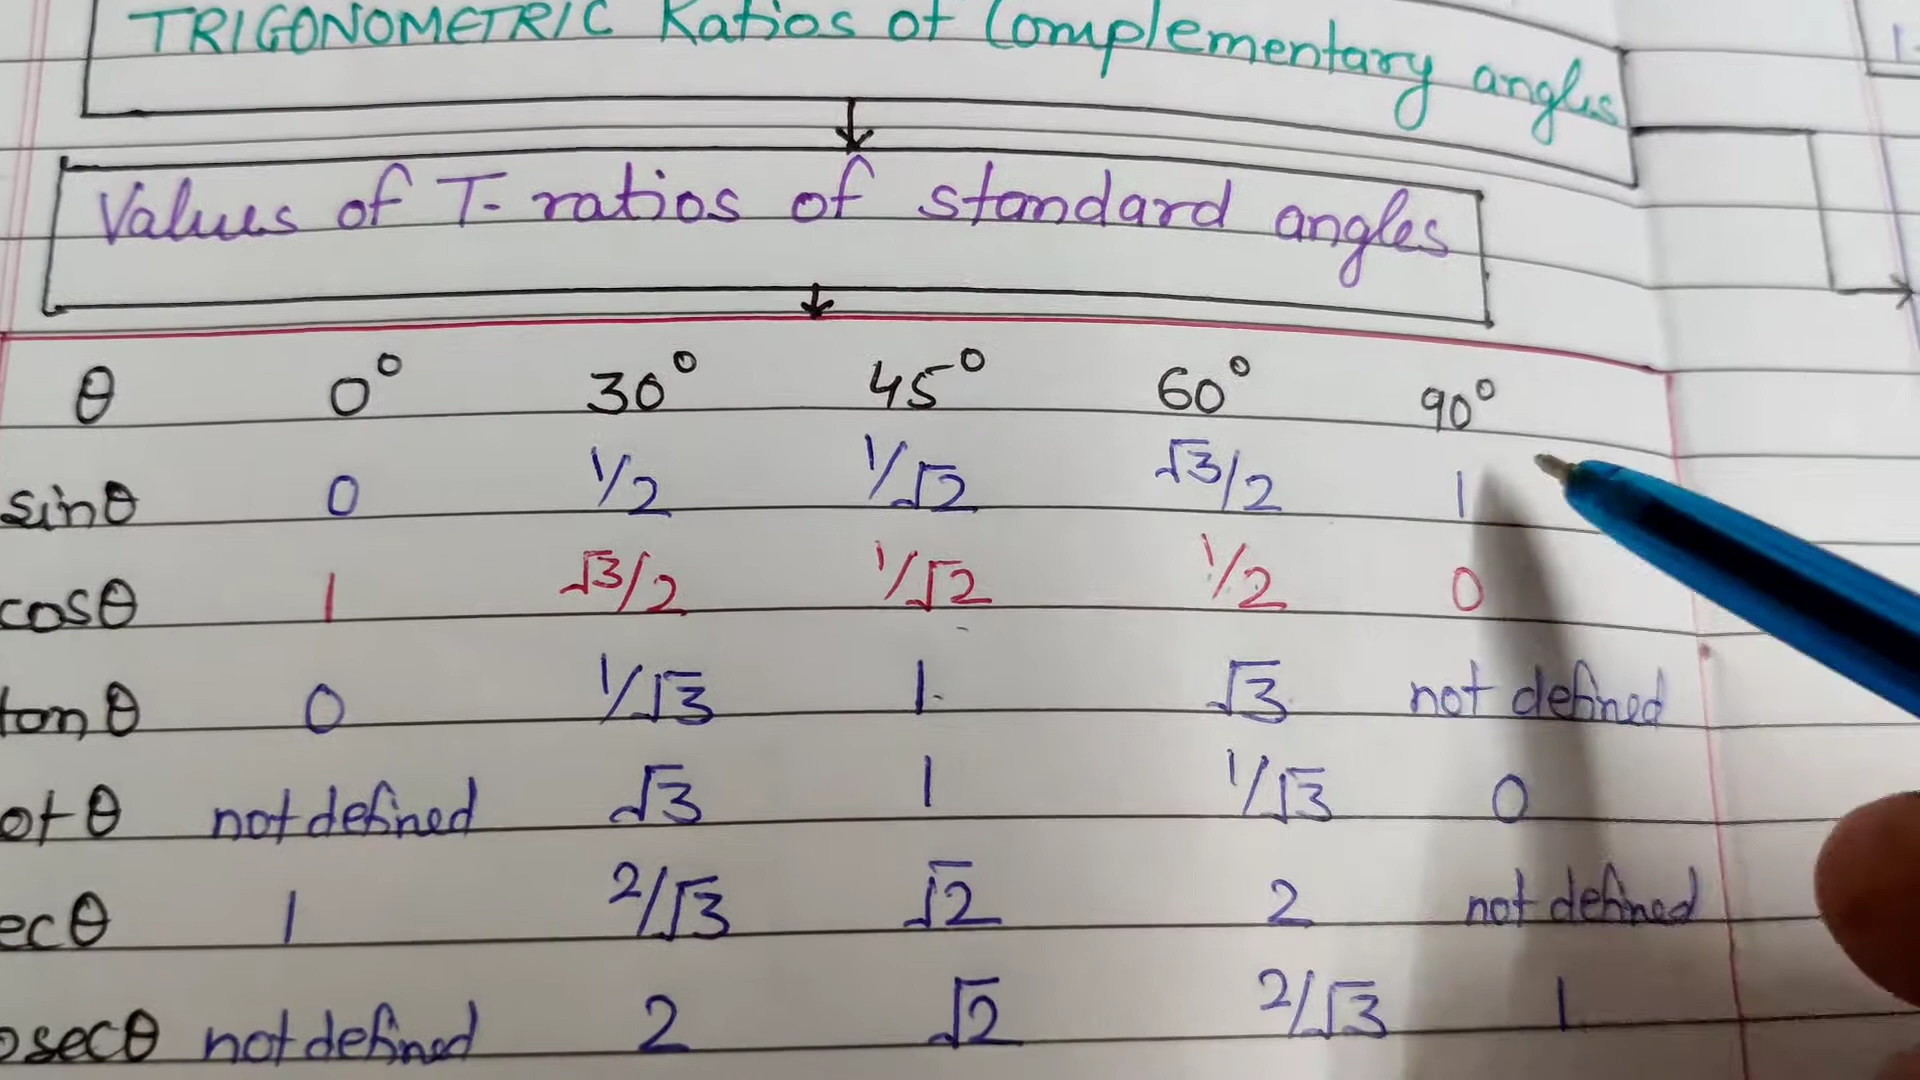 TRIGONOMETRIC Ratios of Complementary angles
Values of T-ratios of standard angles
θ 0° 30° 45° 60° 90°
sinθ 0 1/2 1/√2 √3/2 1
cosθ 1 √3/2 1/√2 1/2 0
tanθ 0 1/√3 1 √3 not defined
otθ not defined √3 1 1/√3 0
ecθ 1 2/√3 √2 2 not defined
osecθ not defined 2 √2 2/√3 1